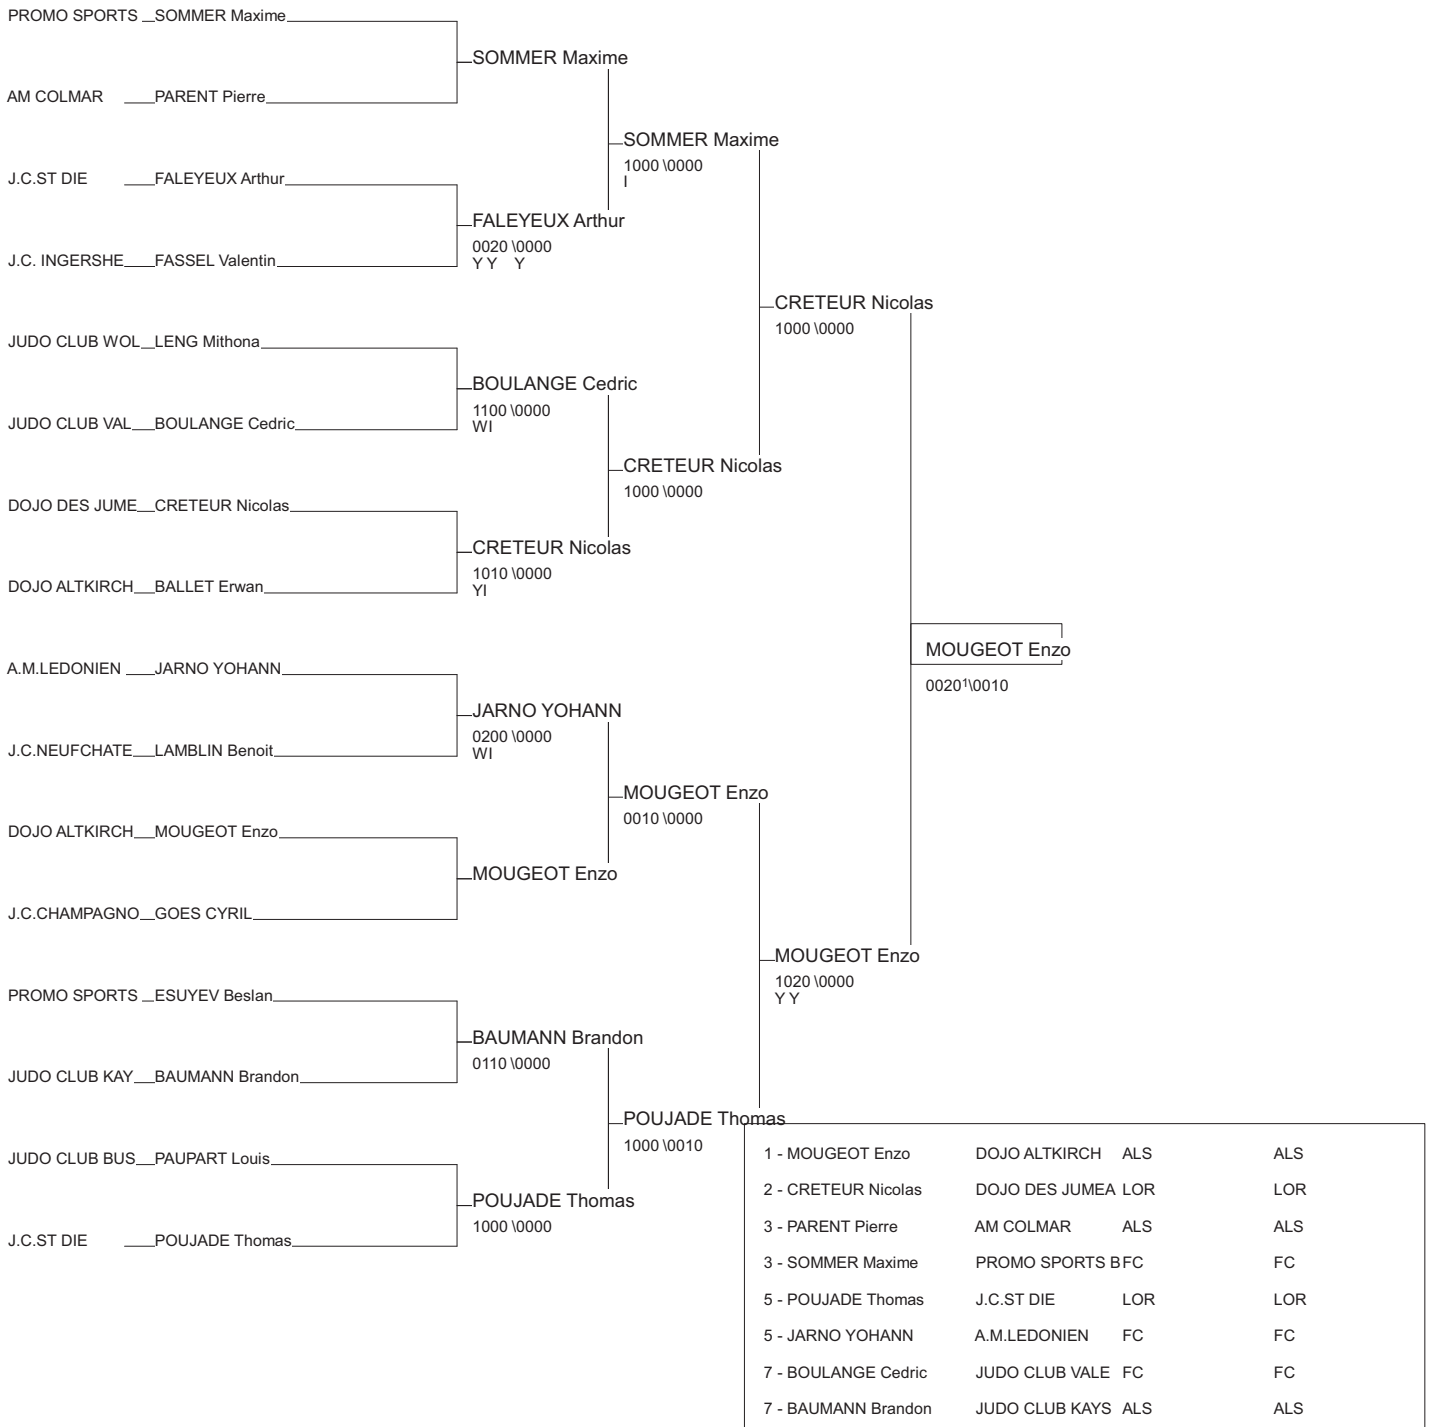 PROMO SPORTS SOMMER Maxime
SOMMER Maxime
AM COLMAR PARENT Pierre
SOMMER Maxime
1000 \0000
I
J.C.ST DIE FALEYEUX Arthur
FALEYEUX Arthur
0020 \0000
Y Y Y
J.C. INGERSHE FASSEL Valentin
CRETEUR Nicolas
1000 \0000
JUDO CLUB WOL LENG Mithona
BOULANGE Cedric
1100 \0000
WI
JUDO CLUB VAL BOULANGE Cedric
CRETEUR Nicolas
1000 \0000
DOJO DES JUME CRETEUR Nicolas
CRETEUR Nicolas
1010 \0000
YI
DOJO ALTKIRCH BALLET Erwan
MOUGEOT Enzo
0020¹\0010
A.M.LEDONIEN JARNO YOHANN
JARNO YOHANN
0200 \0000
WI
J.C.NEUFCHATE LAMBLIN Benoit
MOUGEOT Enzo
0010 \0000
DOJO ALTKIRCH MOUGEOT Enzo
MOUGEOT Enzo
J.C.CHAMPAGNO GOES CYRIL
MOUGEOT Enzo
1020 \0000
Y Y
PROMO SPORTS ESUYEV Beslan
BAUMANN Brandon
0110 \0000
JUDO CLUB KAY BAUMANN Brandon
POUJADE Thomas
1000 \0010
JUDO CLUB BUS PAUPART Louis
POUJADE Thomas
1000 \0000
J.C.ST DIE POUJADE Thomas
1 - MOUGEOT Enzo DOJO ALTKIRCH ALS ALS
2 - CRETEUR Nicolas DOJO DES JUMEA LOR LOR
3 - PARENT Pierre AM COLMAR ALS ALS
3 - SOMMER Maxime PROMO SPORTS B FC FC
5 - POUJADE Thomas J.C.ST DIE LOR LOR
5 - JARNO YOHANN A.M.LEDONIEN FC FC
7 - BOULANGE Cedric JUDO CLUB VALE FC FC
7 - BAUMANN Brandon JUDO CLUB KAYS ALS ALS